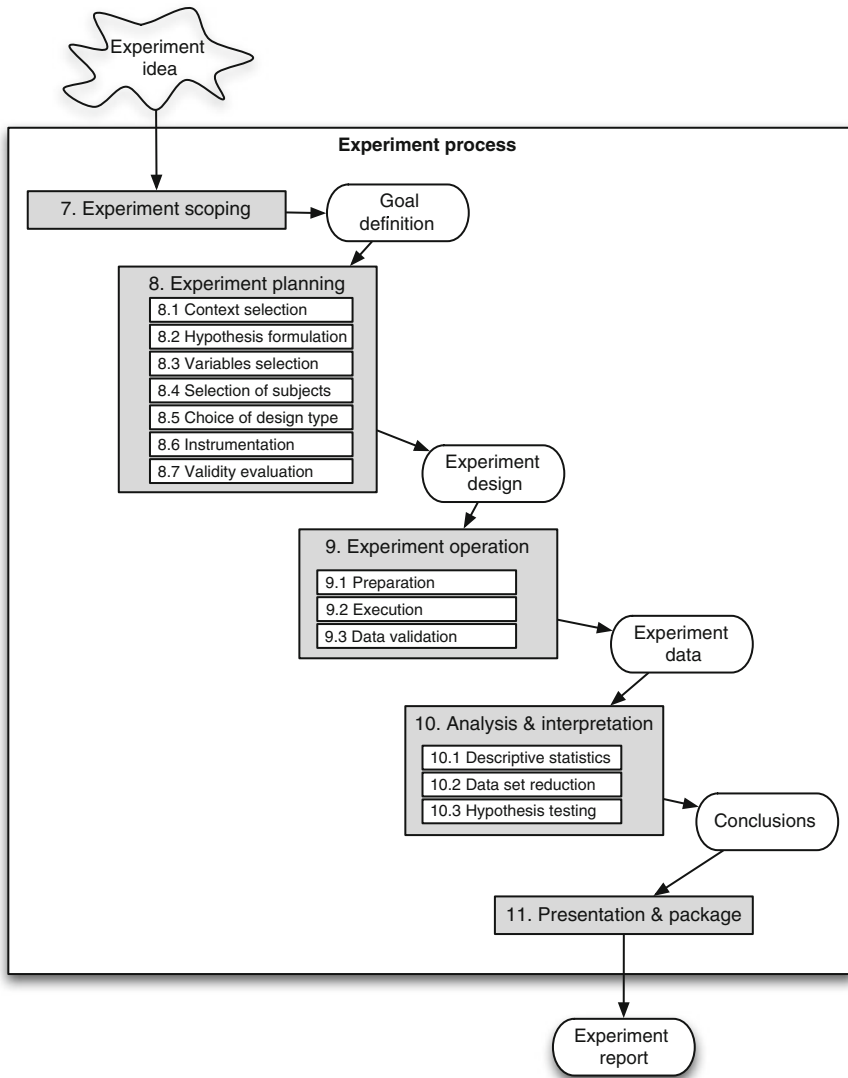 Experiment
idea
Experiment process
7. Experiment scoping
Goal
definition
8. Experiment planning
8.1 Context selection
8.2 Hypothesis formulation
8.3 Variables selection
8.4 Selection of subjects
8.5 Choice of design type
8.6 Instrumentation
8.7 Validity evaluation
Experiment
design
9. Experiment operation
9.1 Preparation
9.2 Execution
9.3 Data validation
Experiment
data
10. Analysis & interpretation
10.1 Descriptive statistics
10.2 Data set reduction
10.3 Hypothesis testing
Conclusions
11. Presentation & package
Experiment
report